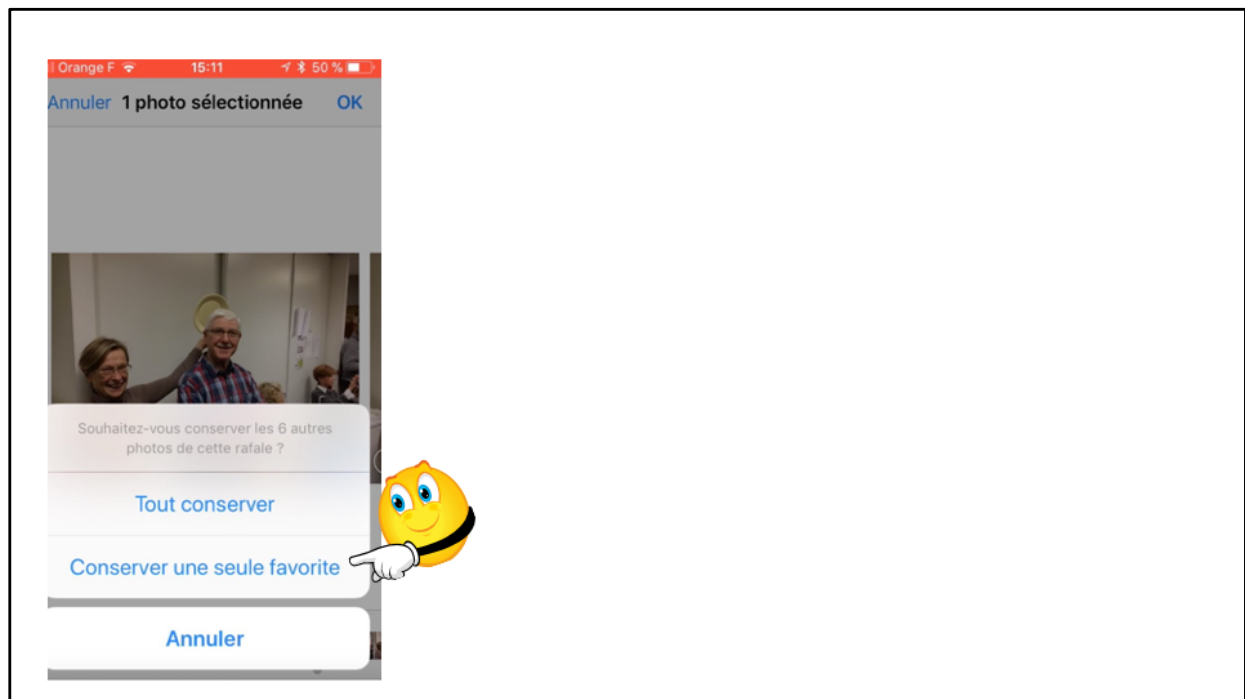 Orange F 15:11 50 %
Annuler 1 photo sélectionnée OK
Souhaitez-vous conserver les 6 autres
photos de cette rafale ?
Tout conserver
Conserver une seule favorite
Annuler